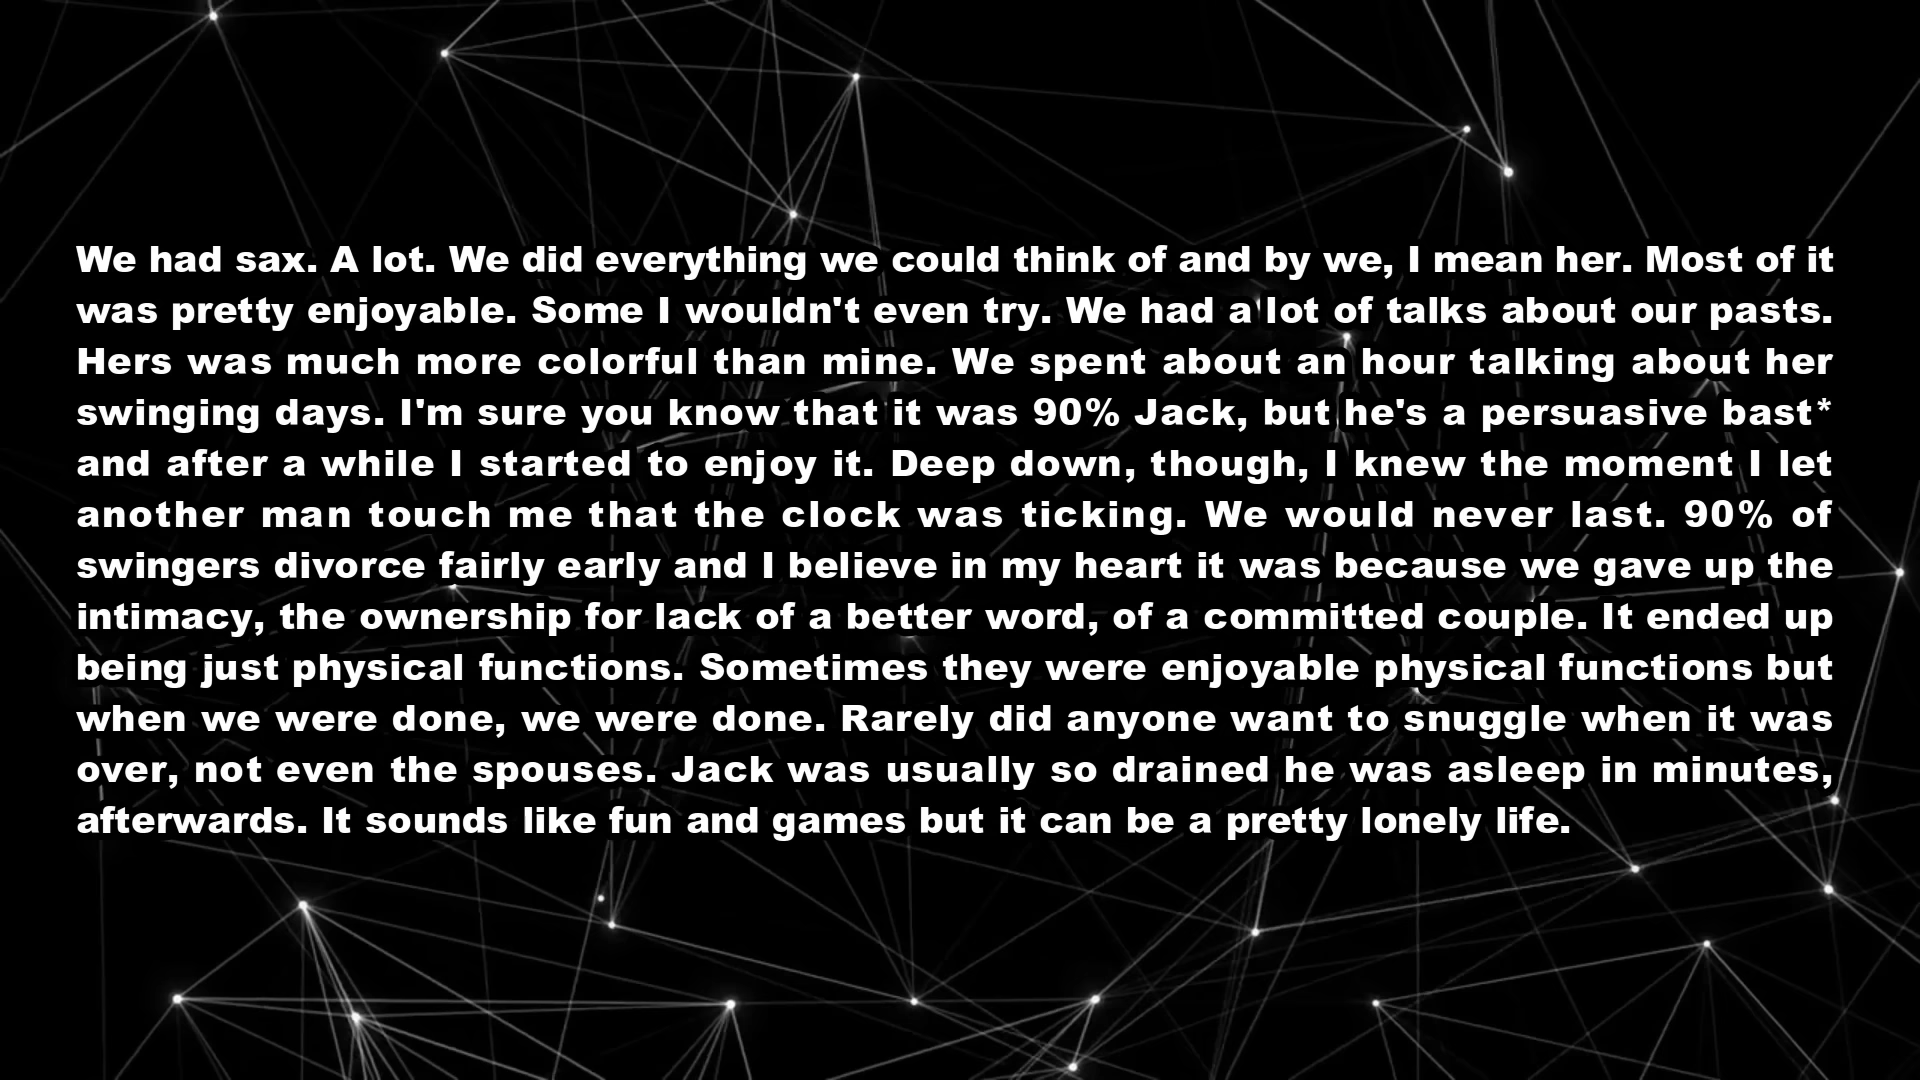 We had sax. A lot. We did everything we could think of and by we, I mean her. Most of it
was pretty enjoyable. Some I wouldn't even try. We had a lot of talks about our pasts.
Hers was much more colorful than mine. We spent about an hour talking about her
swinging days. I'm sure you know that it was 90% Jack, but he's a persuasive bast*
and after a while I started to enjoy it. Deep down, though, I knew the moment I let
another man touch me that the clock was ticking. We would never last. 90% of
swingers divorce fairly early and I believe in my heart it was because we gave up the
intimacy, the ownership for lack of a better word, of a committed couple. It ended up
being just physical functions. Sometimes they were enjoyable physical functions but
when we were done, we were done. Rarely did anyone want to snuggle when it was
over, not even the spouses. Jack was usually so drained he was asleep in minutes,
afterwards. It sounds like fun and games but it can be a pretty lonely life.